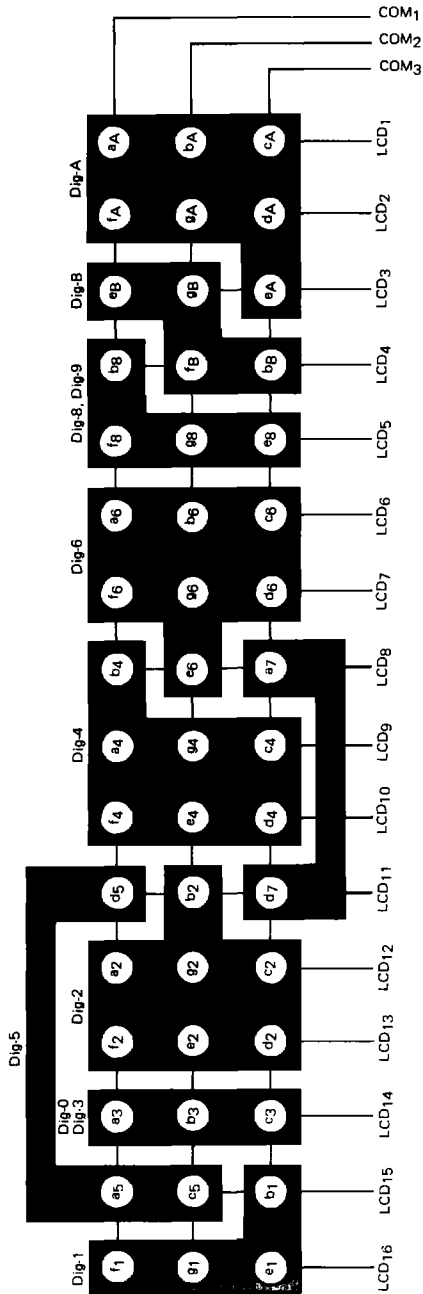 COM1
COM2
COM3
Dig-A
aA bA cA LCD1
fA gA dA LCD2
Dig-B
eB gB eA LCD3
b8 fB bB LCD4
Dig-8, Dig-9
f8 g8 e8 LCD5
a6 b6 c6 LCD6
Dig-6
f6 g6 d6 LCD7
b4 e6 a7 LCD8
Dig-4
a4 g4 c4 LCD9
f4 e4 d4 LCD10
d5 b2 d7 LCD11
Dig-2
a2 g2 c2 LCD12
f2 e2 d2 LCD13
Dig-5
Dig-0
Dig-3
a3 b3 c3 LCD14
a5 c5 b1 LCD15
Dig-1
f1 g1 e1 LCD16